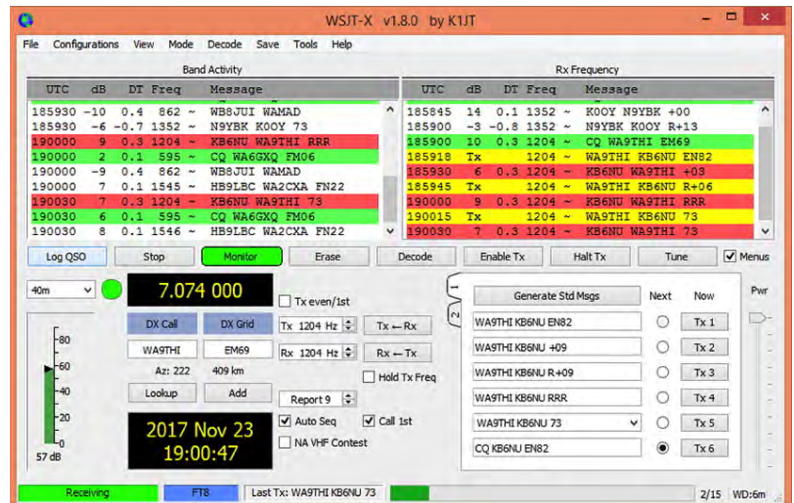 WSJT-X v1.8.0 by K1JT
File Configurations View Mode Decode Save Tools Help
Band Activity
UTC dB DT Freq Message
185930 -10 0.4 862 ~ WB8JUI WAMAD
185930 -6 -0.7 1352 ~ N9YBK K0OY 73
190000 9 0.3 1204 ~ KB6NU WA9THI RRR
190000 2 0.1 595 ~ CQ WA6GXQ FM06
190000 -9 0.4 862 ~ WB8JUI WAMAD
190000 7 0.1 1545 ~ HB9LBC WA2CXA FN22
190030 7 0.3 1204 ~ KB6NU WA9THI 73
190030 6 0.1 595 ~ CQ WA6GXQ FM06
190030 8 0.1 1546 ~ HB9LBC WA2CXA FN22
Rx Frequency
UTC dB DT Freq Message
185845 14 0.1 1352 ~ K0OY N9YBK +00
185900 -3 -0.8 1352 ~ N9YBK K0OY R+13
185900 10 0.3 1204 ~ CQ WA9THI EM69
185918 Tx 1204 ~ WA9THI KB6NU EN82
185930 6 0.3 1204 ~ KB6NU WA9THI +03
185945 Tx 1204 ~ WA9THI KB6NU R+06
190000 9 0.3 1204 ~ KB6NU WA9THI RRR
190015 Tx 1204 ~ WA9THI KB6NU 73
190030 7 0.3 1204 ~ KB6NU WA9THI 73
Log QSO Stop Monitor Erase Decode Enable Tx Halt Tx Tune Menus
40m
7.074 000
Tx even/1st
DX Call DX Grid Tx 1204 Hz Tx ← Rx
WA9THI EM69 Rx 1204 Hz Rx ← Tx
Az: 222 409 km
Hold Tx Freq
Lookup Add
Report 9
Auto Seq Call 1st
NA VHF Contest
2017 Nov 23
19:00:47
-80
-60
-40
-20
-0
57 dB
1
2
Generate Std Msgs Next Now Pwr
WA9THI KB6NU EN82 Tx 1
WA9THI KB6NU +09 Tx 2
WA9THI KB6NU R+09 Tx 3
WA9THI KB6NU RRR Tx 4
WA9THI KB6NU 73 Tx 5
CQ KB6NU EN82 Tx 6
Receiving FT8 Last Tx: WA9THI KB6NU 73 2/15 WD:6m